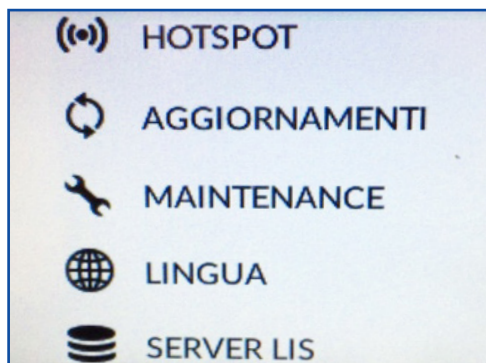 HOTSPOT
AGGIORNAMENTI
MAINTENANCE
LINGUA
SERVER LIS